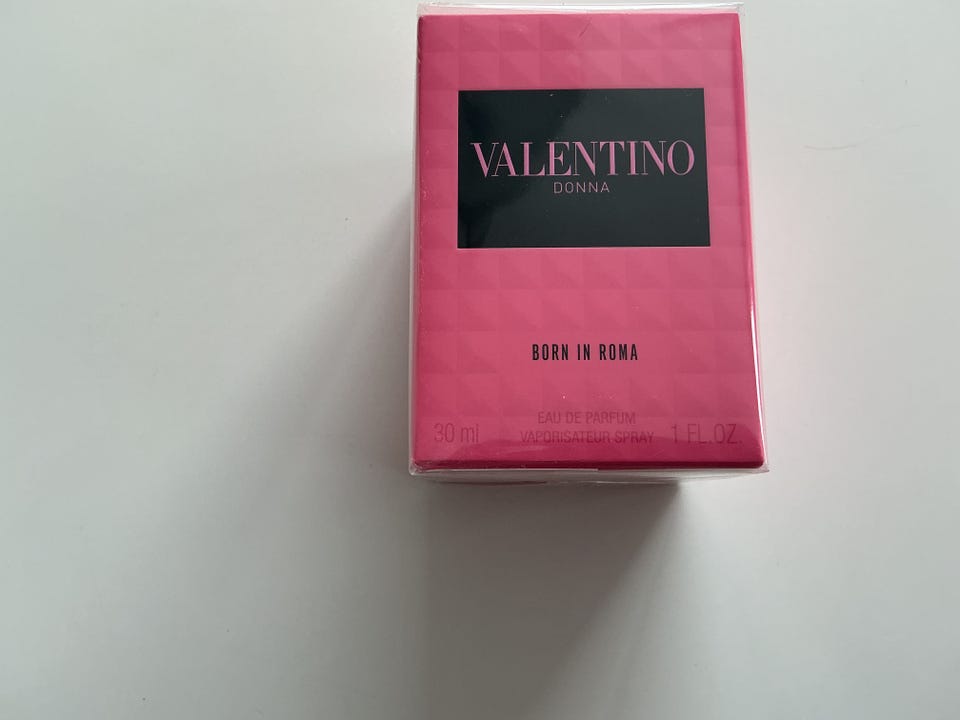 VALENTINO
DONNA
BORN IN ROMA
EAU DE PARFUM
30 ml VAPORISATEUR SPRAY 1 FL.OZ.